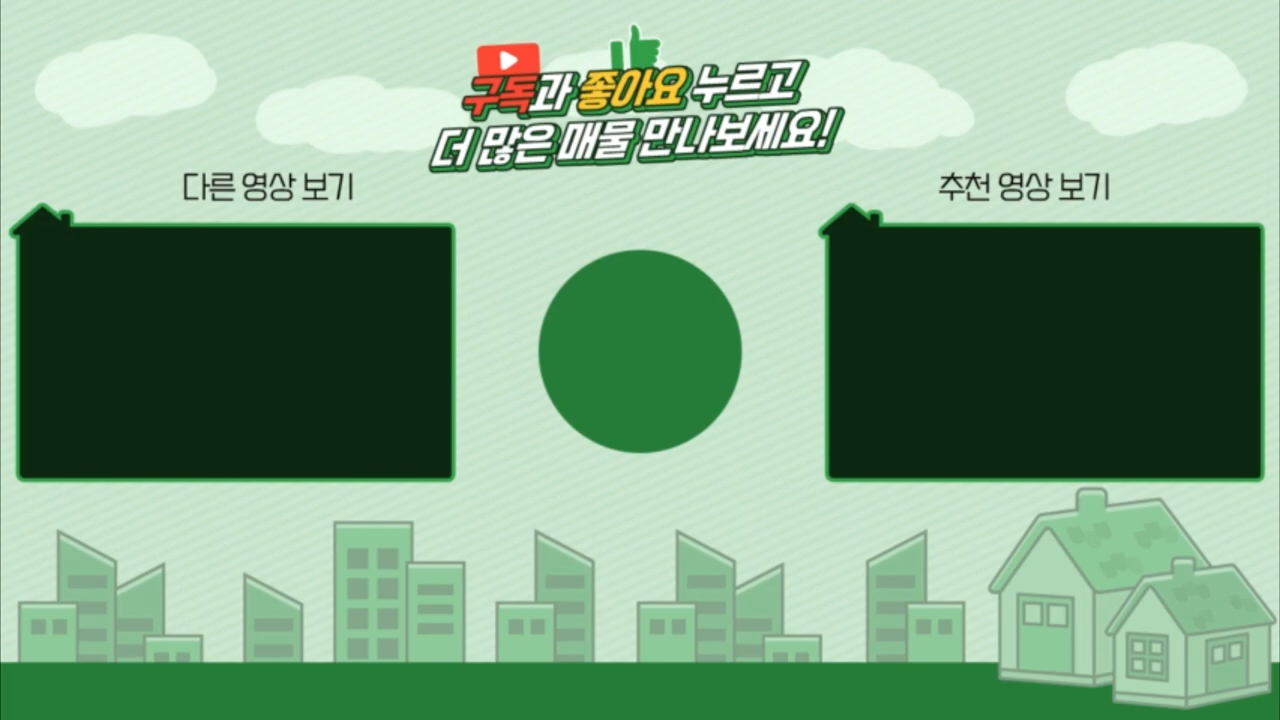 구독과 좋아요 누르고
더 많은 매물 만나보세요!
다른 영상 보기
추천 영상 보기